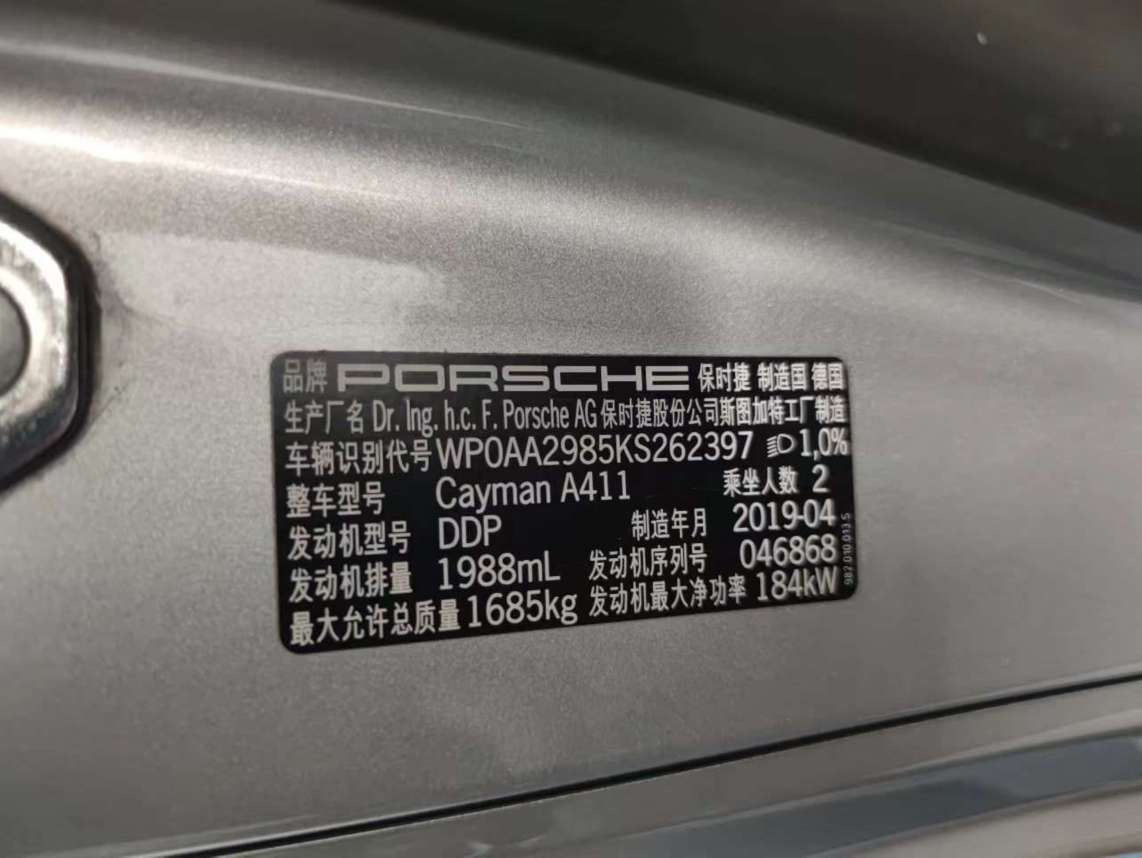 品牌 PORSCHE 保时捷 制造国 德国
生产厂名 Dr. Ing. h.c. F. Porsche AG 保时捷股份公司斯图加特工厂制造
车辆识别代号 WP0AA2985KS262397 1,0%
整车型号 Cayman A411 乘坐人数 2
发动机型号 DDP 制造年月 2019-04
发动机排量 1988mL 发动机序列号 046868
最大允许总质量 1685kg 发动机最大净功率 184kW
982.010.013.S